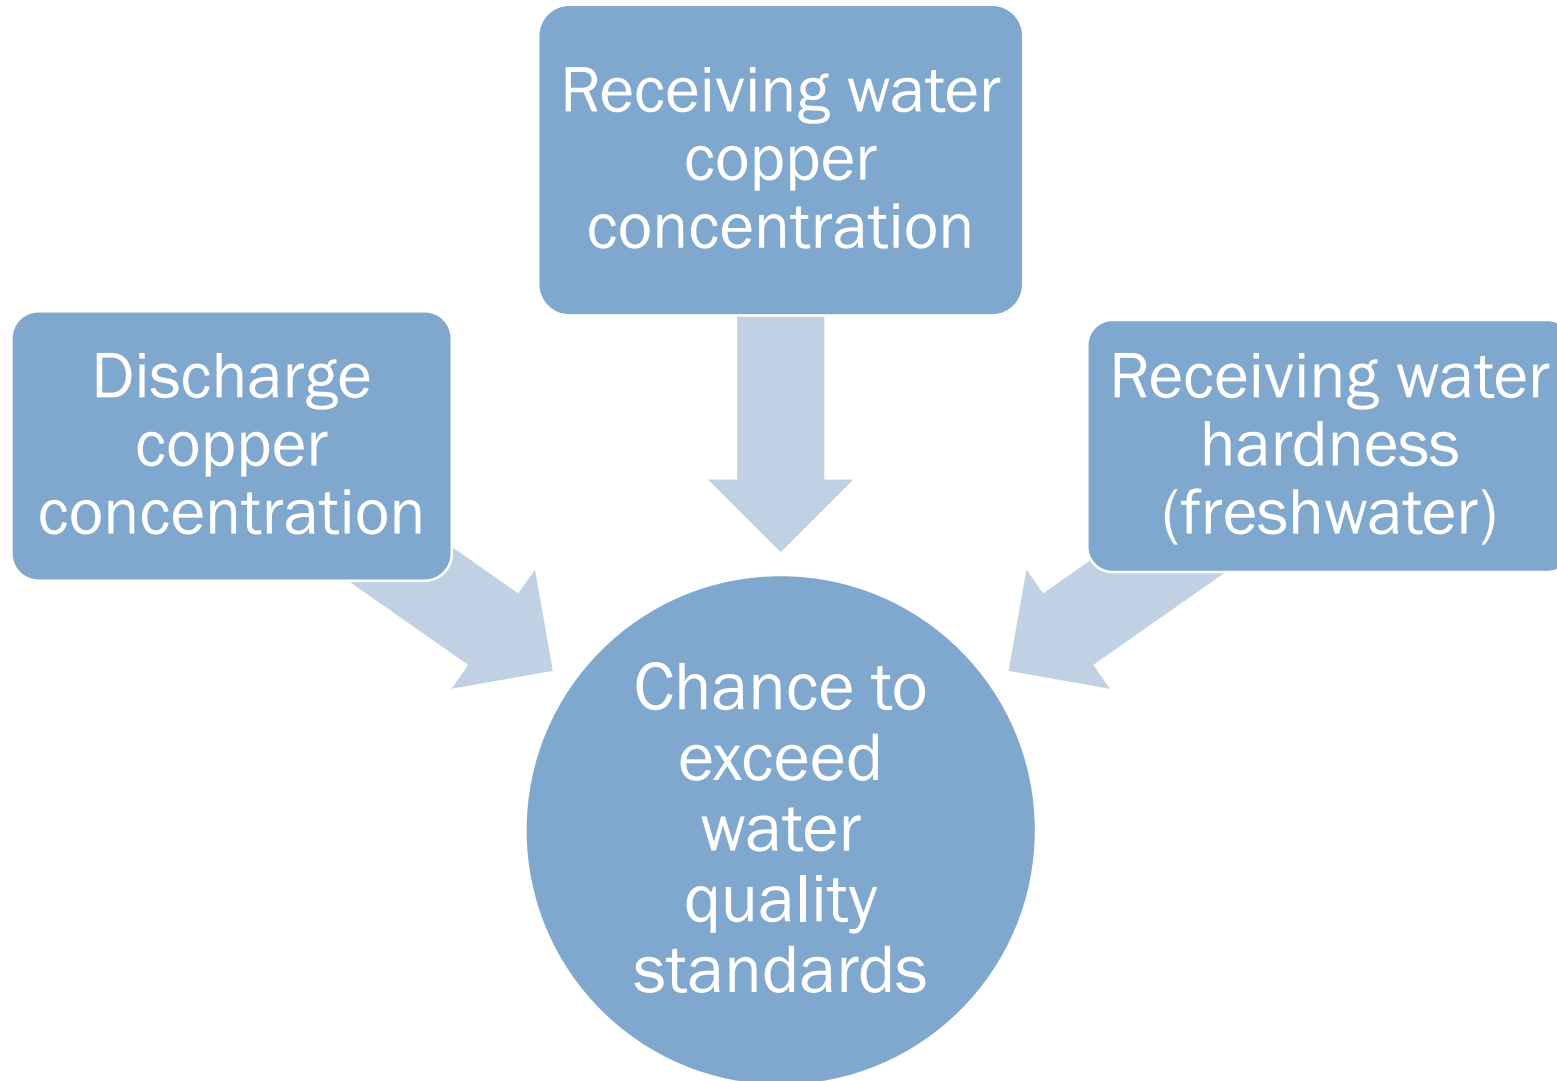 Receiving water
copper
concentration
Discharge
copper
concentration
Receiving water
hardness
(freshwater)
Chance to
exceed
water
quality
standards